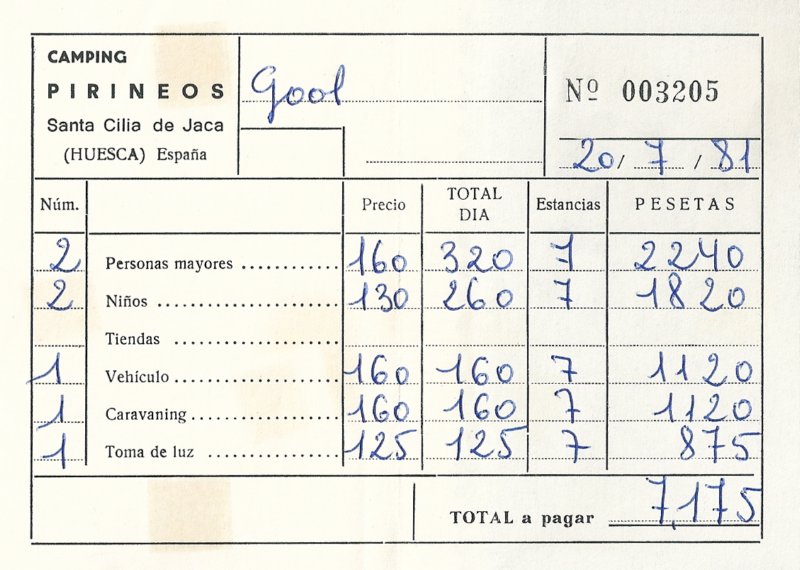 CAMPING
PIRINEOS
Santa Cilia de Jaca
(HUESCA) España
Gool
Nº 003205
20/ 7 / 81
Núm. Precio TOTAL DIA Estancias PESETAS
2 Personas mayores ............ 160 320 7 2240
2 Niños ...................... 130 260 7 1820
Tiendas ....................
1 Vehículo .................... 160 160 7 1120
1 Caravaning .................. 160 160 7 1120
1 Toma de luz ................ 125 125 7 875
TOTAL a pagar 7,175